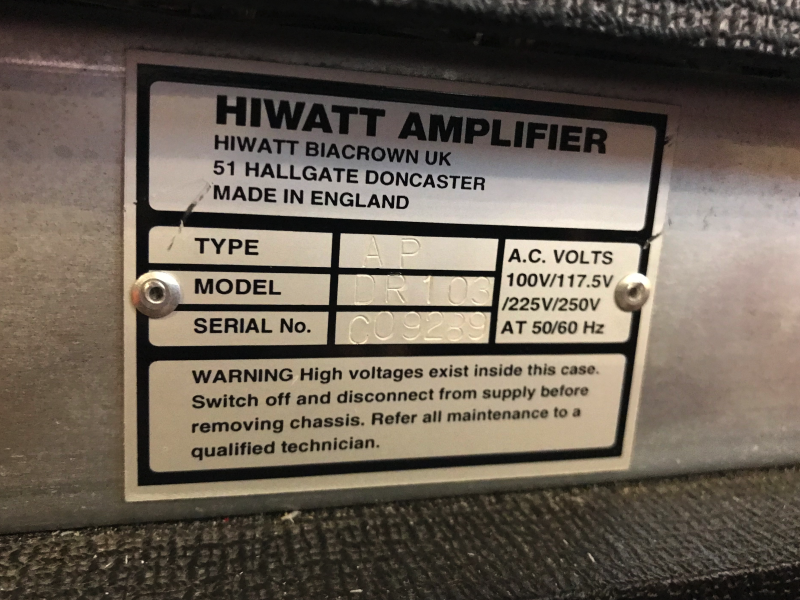 HIWATT AMPLIFIER
HIWATT BIACROWN UK
51 HALLGATE DONCASTER
MADE IN ENGLAND
TYPE AP
MODEL DR103
SERIAL No. C09289
A.C. VOLTS
100V/117.5V
/225V/250V
AT 50/60 Hz
WARNING High voltages exist inside this case.
Switch off and disconnect from supply before
removing chassis. Refer all maintenance to a
qualified technician.